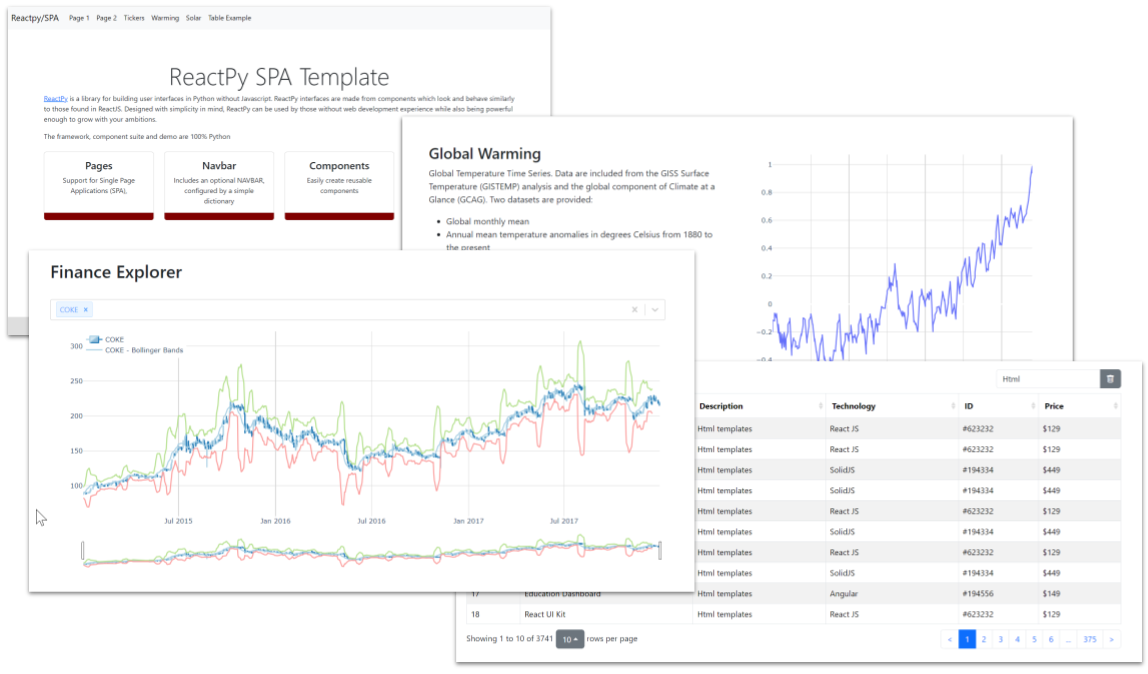 Reactpy/SPA Page 1 Page 2 Tickers Warming Solar Table Example
ReactPy SPA Template
ReactPy is a library for building user interfaces in Python without Javascript. ReactPy interfaces are made from components which look and behave similarly
to those found in ReactJS. Designed with simplicity in mind, ReactPy can be used by those without web development experience while also being powerful
enough to grow with your ambitions.
The framework, component suite and demo are 100% Python
Pages
Support for Single Page
Applications (SPA),
Navbar
Includes an optional NAVBAR,
configured by a simple
dictionary
Components
Easily create reusable
components
Global Warming
Global Temperature Time Series. Data are included from the GISS Surface
Temperature (GISTEMP) analysis and the global component of Climate at a
Glance (GCAG). Two datasets are provided:
• Global monthly mean
• Annual mean temperature anomalies in degrees Celsius from 1880 to
the present
1
0.8
0.6
0.4
0.2
0
−0.2
−0.4
Finance Explorer
COKE ×
COKE
COKE - Bollinger Bands
300
250
200
150
100
Jul 2015 Jan 2016 Jul 2016 Jan 2017 Jul 2017
Html
Description Technology ID Price
Html templates React JS #623232 $129
Html templates React JS #623232 $129
Html templates SolidJS #194334 $449
Html templates SolidJS #194334 $449
Html templates React JS #623232 $129
Html templates SolidJS #194334 $449
Html templates React JS #623232 $129
Html templates SolidJS #194334 $449
17 Education Dashboard Html templates Angular #194556 $149
18 React UI Kit Html templates React JS #623232 $129
Showing 1 to 10 of 3741 10 rows per page
< 1 2 3 4 5 6 ... 375 >